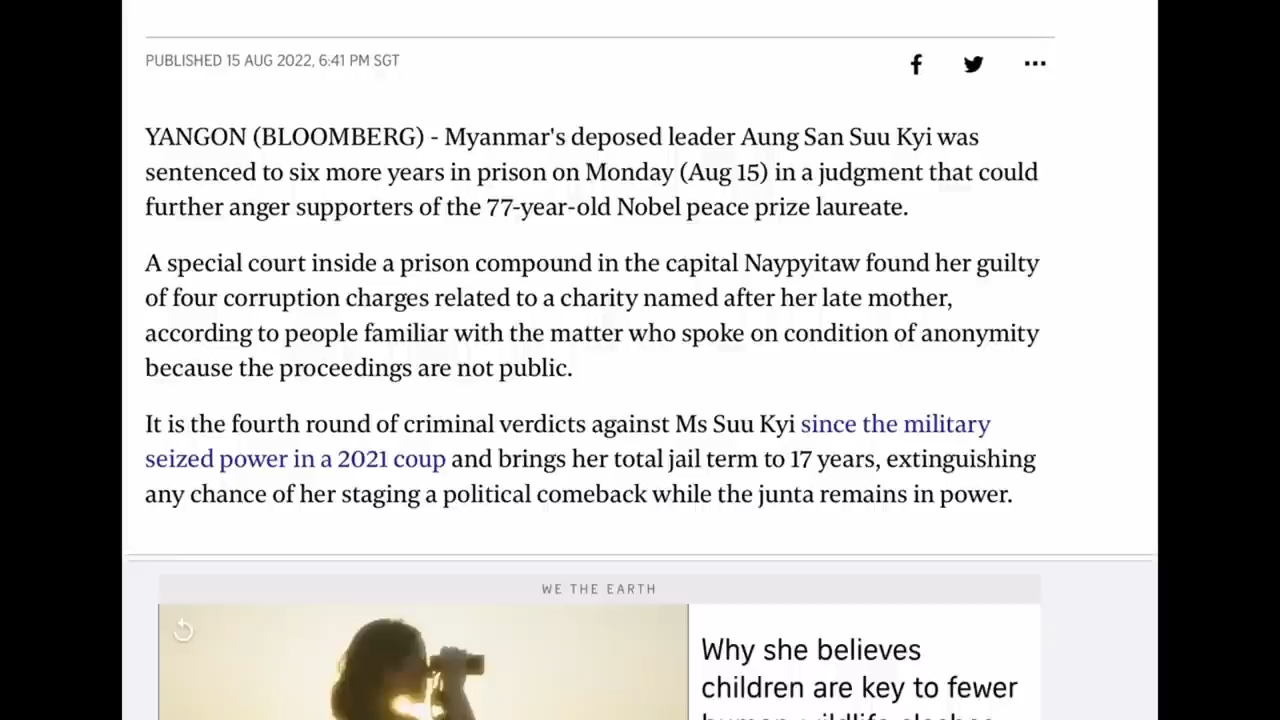 PUBLISHED 15 AUG 2022, 6:41 PM SGT
YANGON (BLOOMBERG) - Myanmar's deposed leader Aung San Suu Kyi was
sentenced to six more years in prison on Monday (Aug 15) in a judgment that could
further anger supporters of the 77-year-old Nobel peace prize laureate.
A special court inside a prison compound in the capital Naypyitaw found her guilty
of four corruption charges related to a charity named after her late mother,
according to people familiar with the matter who spoke on condition of anonymity
because the proceedings are not public.
It is the fourth round of criminal verdicts against Ms Suu Kyi since the military
seized power in a 2021 coup and brings her total jail term to 17 years, extinguishing
any chance of her staging a political comeback while the junta remains in power.
WE THE EARTH
Why she believes
children are key to fewer